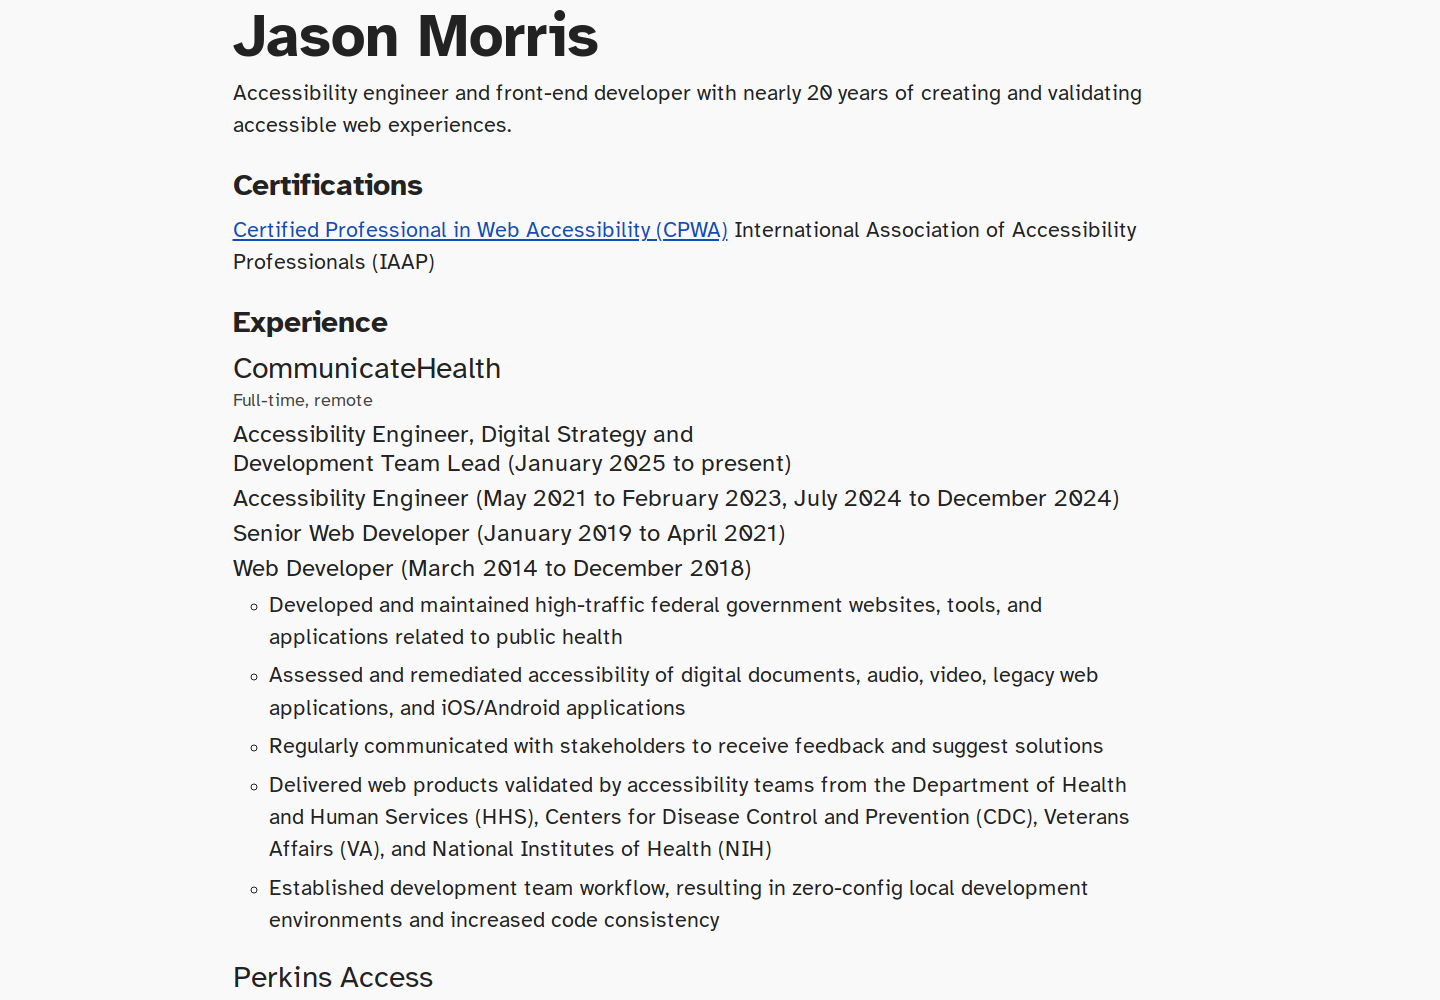 Jason Morris
Accessibility engineer and front-end developer with nearly 20 years of creating and validating
accessible web experiences.
Certifications
Certified Professional in Web Accessibility (CPWA) International Association of Accessibility
Professionals (IAAP)
Experience
CommunicateHealth
Full-time, remote
Accessibility Engineer, Digital Strategy and
Development Team Lead (January 2025 to present)
Accessibility Engineer (May 2021 to February 2023, July 2024 to December 2024)
Senior Web Developer (January 2019 to April 2021)
Web Developer (March 2014 to December 2018)
Developed and maintained high-traffic federal government websites, tools, and
applications related to public health
Assessed and remediated accessibility of digital documents, audio, video, legacy web
applications, and iOS/Android applications
Regularly communicated with stakeholders to receive feedback and suggest solutions
Delivered web products validated by accessibility teams from the Department of Health
and Human Services (HHS), Centers for Disease Control and Prevention (CDC), Veterans
Affairs (VA), and National Institutes of Health (NIH)
Established development team workflow, resulting in zero-config local development
environments and increased code consistency
Perkins Access